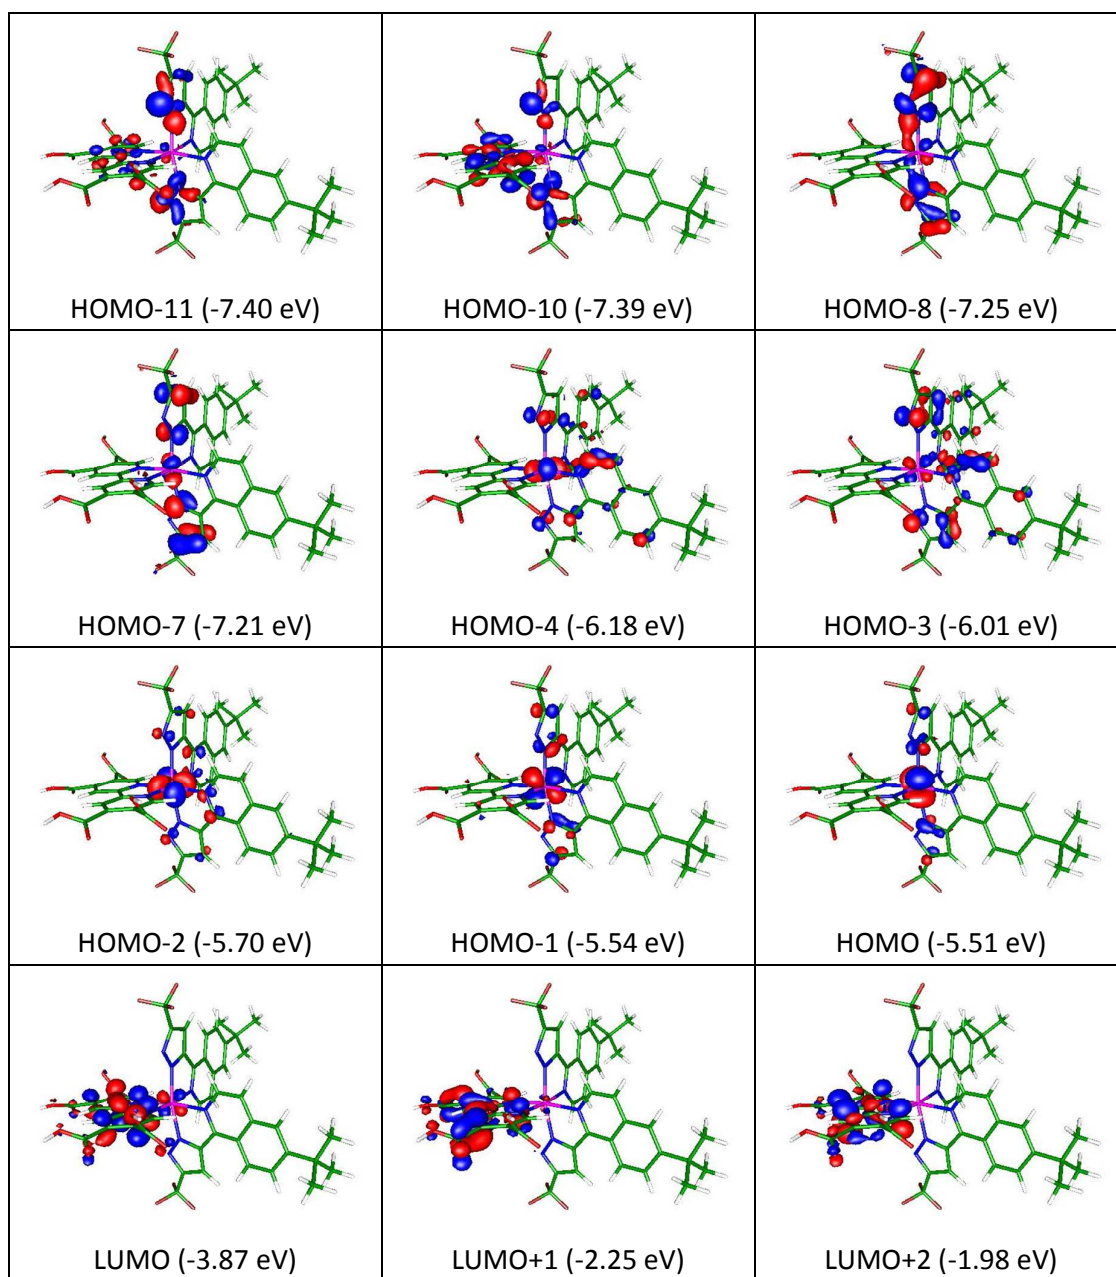 HOMO-11 (-7.40 eV)
HOMO-10 (-7.39 eV)
HOMO-8 (-7.25 eV)
HOMO-7 (-7.21 eV)
HOMO-4 (-6.18 eV)
HOMO-3 (-6.01 eV)
HOMO-2 (-5.70 eV)
HOMO-1 (-5.54 eV)
HOMO (-5.51 eV)
LUMO (-3.87 eV)
LUMO+1 (-2.25 eV)
LUMO+2 (-1.98 eV)